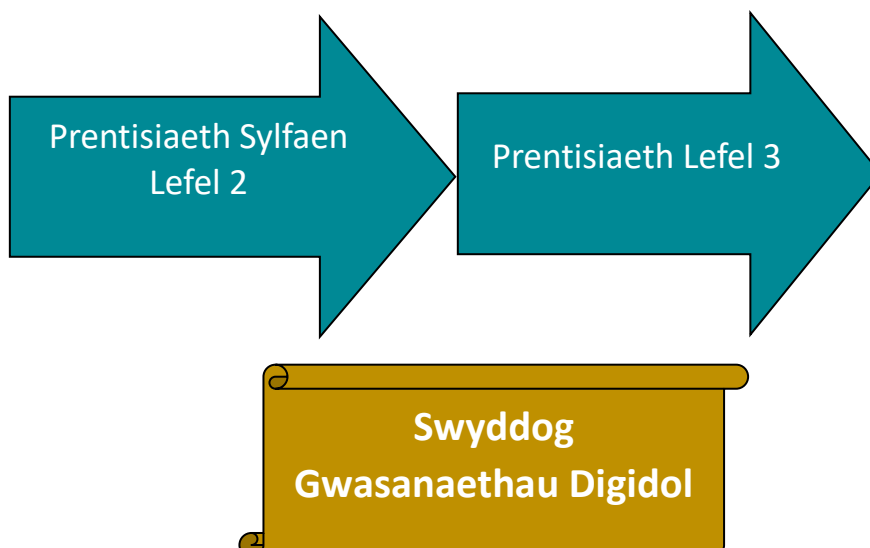 Prentisiaeth Sylfaen
Lefel 2
Prentisiaeth Lefel 3
Swyddog
Gwasanaethau Digidol